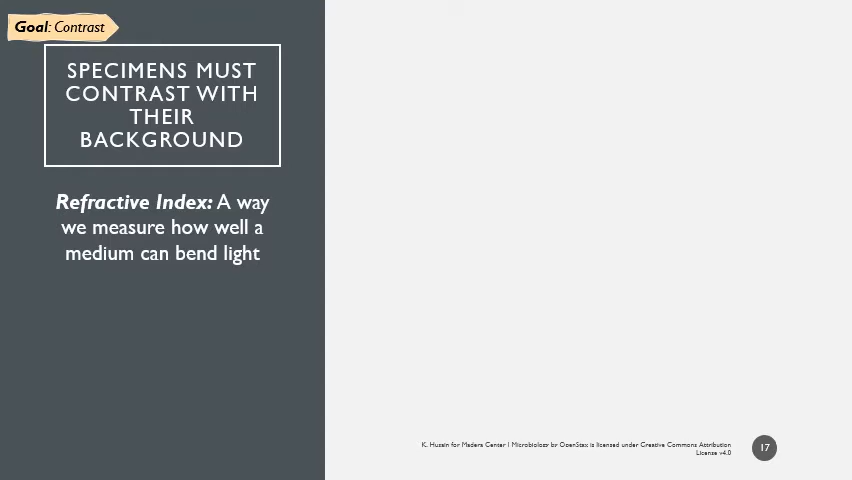 Goal: Contrast
SPECIMENS MUST
CONTRAST WITH
THEIR
BACKGROUND
Refractive Index: A way
we measure how well a
medium can bend light
K. Husain for Madera Center | Microbiology by OpenStax is licensed under Creative Commons Attribution
License v4.0
17